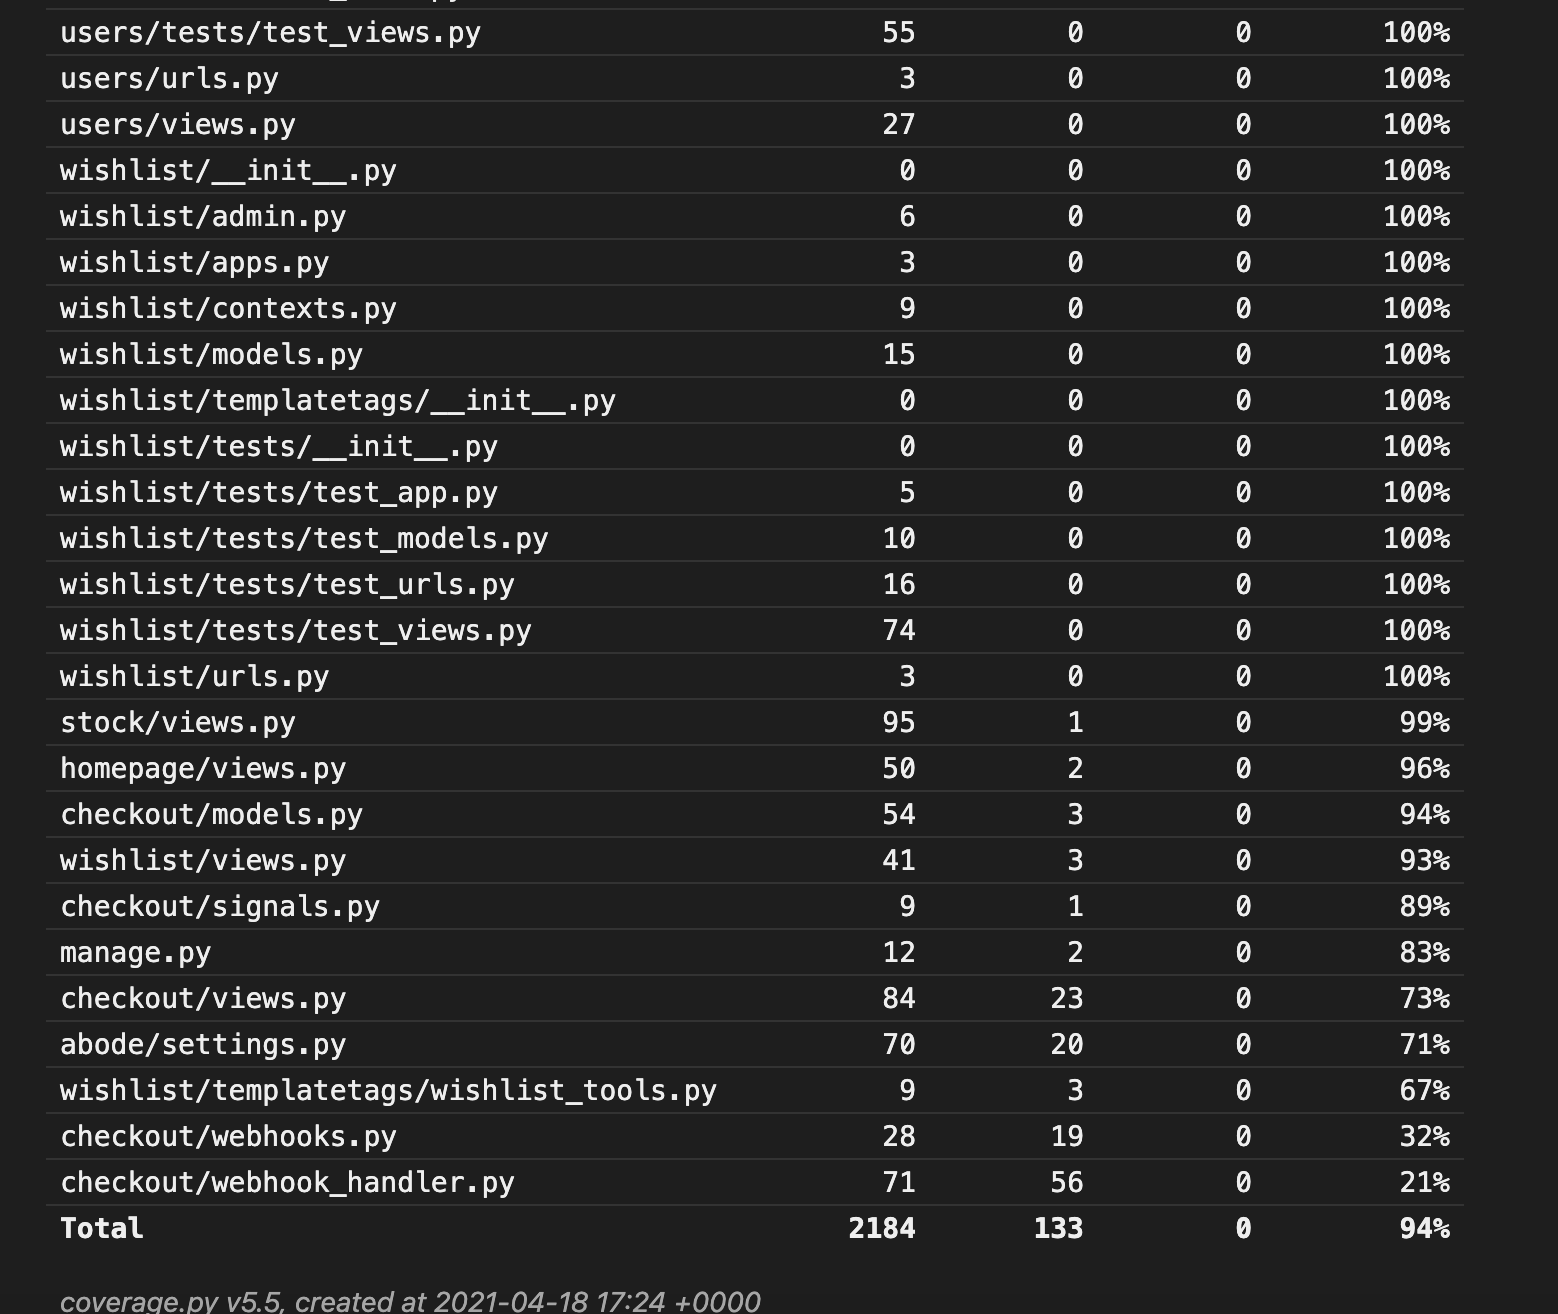 users/tests/test_views.py 55 0 0 100%
users/urls.py 3 0 0 100%
users/views.py 27 0 0 100%
wishlist/__init__.py 0 0 0 100%
wishlist/admin.py 6 0 0 100%
wishlist/apps.py 3 0 0 100%
wishlist/contexts.py 9 0 0 100%
wishlist/models.py 15 0 0 100%
wishlist/templatetags/__init__.py 0 0 0 100%
wishlist/tests/__init__.py 0 0 0 100%
wishlist/tests/test_app.py 5 0 0 100%
wishlist/tests/test_models.py 10 0 0 100%
wishlist/tests/test_urls.py 16 0 0 100%
wishlist/tests/test_views.py 74 0 0 100%
wishlist/urls.py 3 0 0 100%
stock/views.py 95 1 0 99%
homepage/views.py 50 2 0 96%
checkout/models.py 54 3 0 94%
wishlist/views.py 41 3 0 93%
checkout/signals.py 9 1 0 89%
manage.py 12 2 0 83%
checkout/views.py 84 23 0 73%
abode/settings.py 70 20 0 71%
wishlist/templatetags/wishlist_tools.py 9 3 0 67%
checkout/webhooks.py 28 19 0 32%
checkout/webhook_handler.py 71 56 0 21%
Total 2184 133 0 94%
coverage.py v5.5, created at 2021-04-18 17:24 +0000